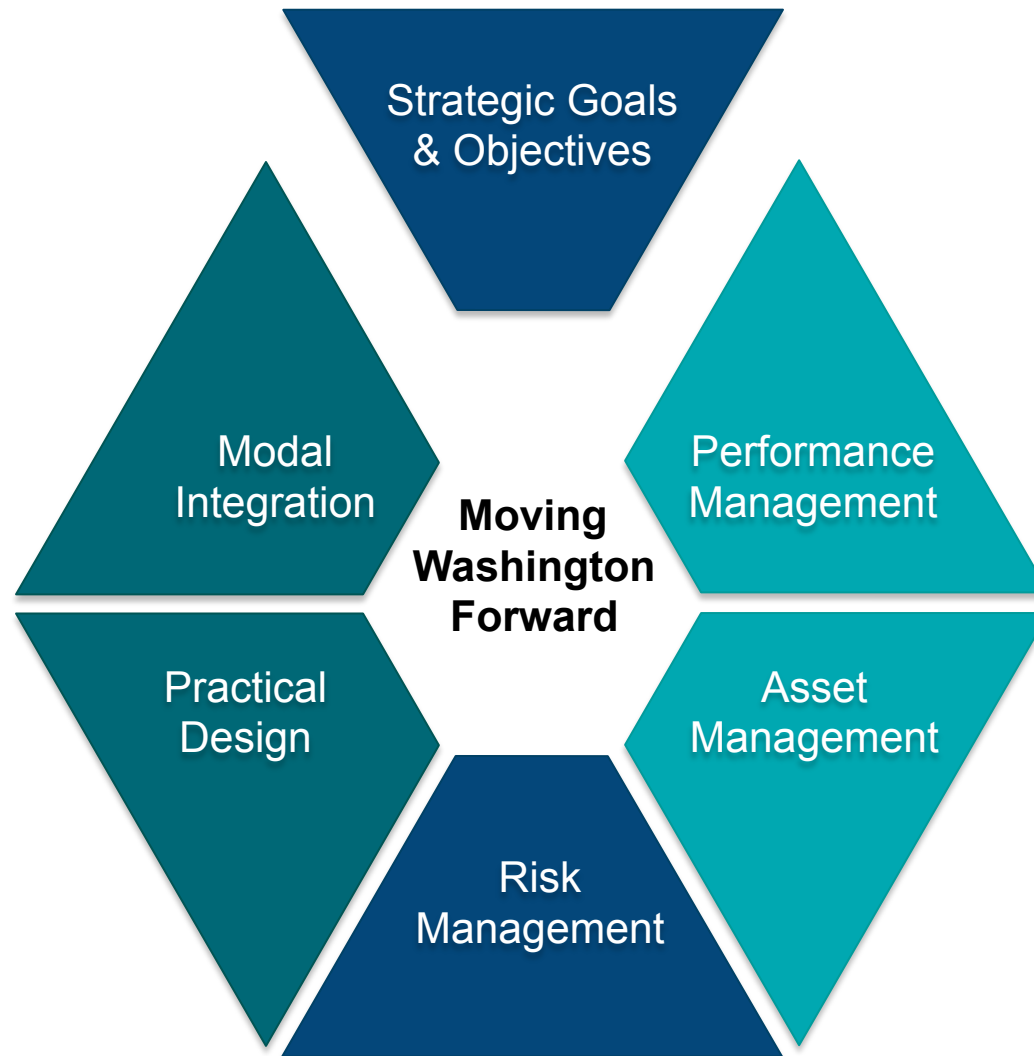 Strategic Goals
& Objectives
Modal
Integration
Performance
Management
Moving
Washington
Forward
Practical
Design
Asset
Management
Risk
Management